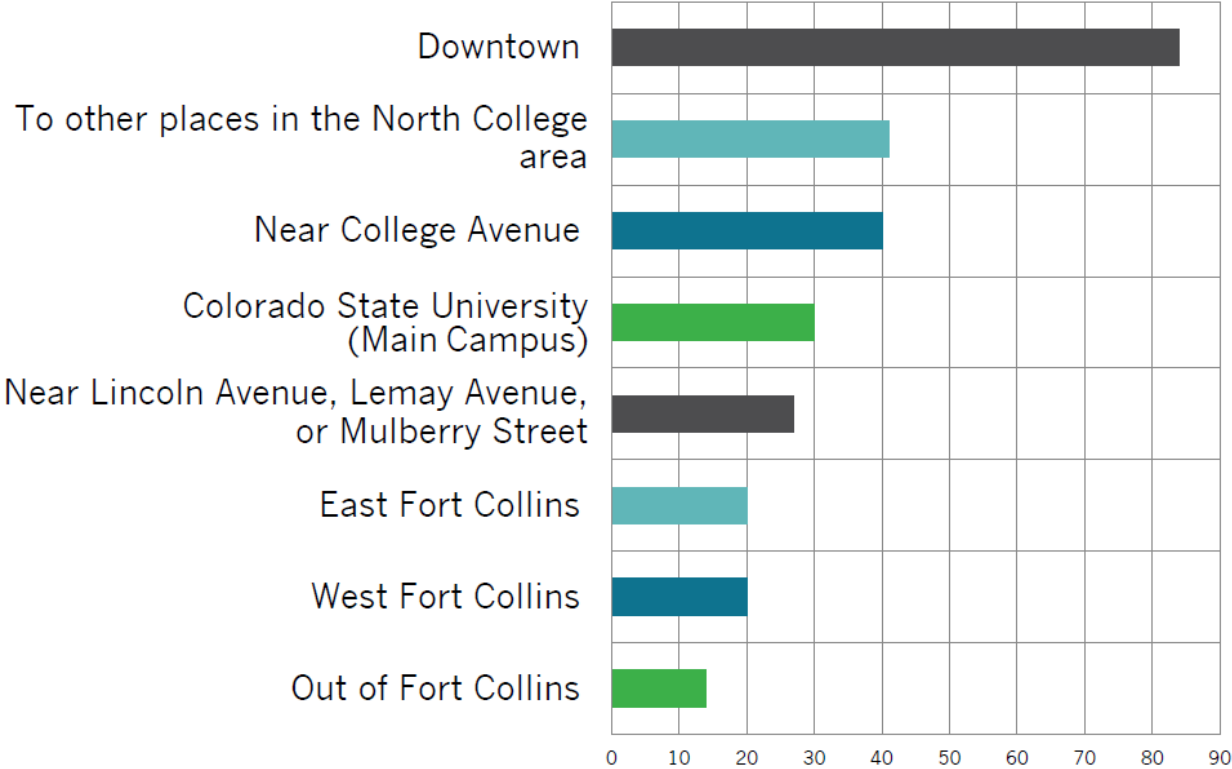 Downtown
To other places in the North College
area
Near College Avenue
Colorado State University
(Main Campus)
Near Lincoln Avenue, Lemay Avenue,
or Mulberry Street
East Fort Collins
West Fort Collins
Out of Fort Collins
0 10 20 30 40 50 60 70 80 90